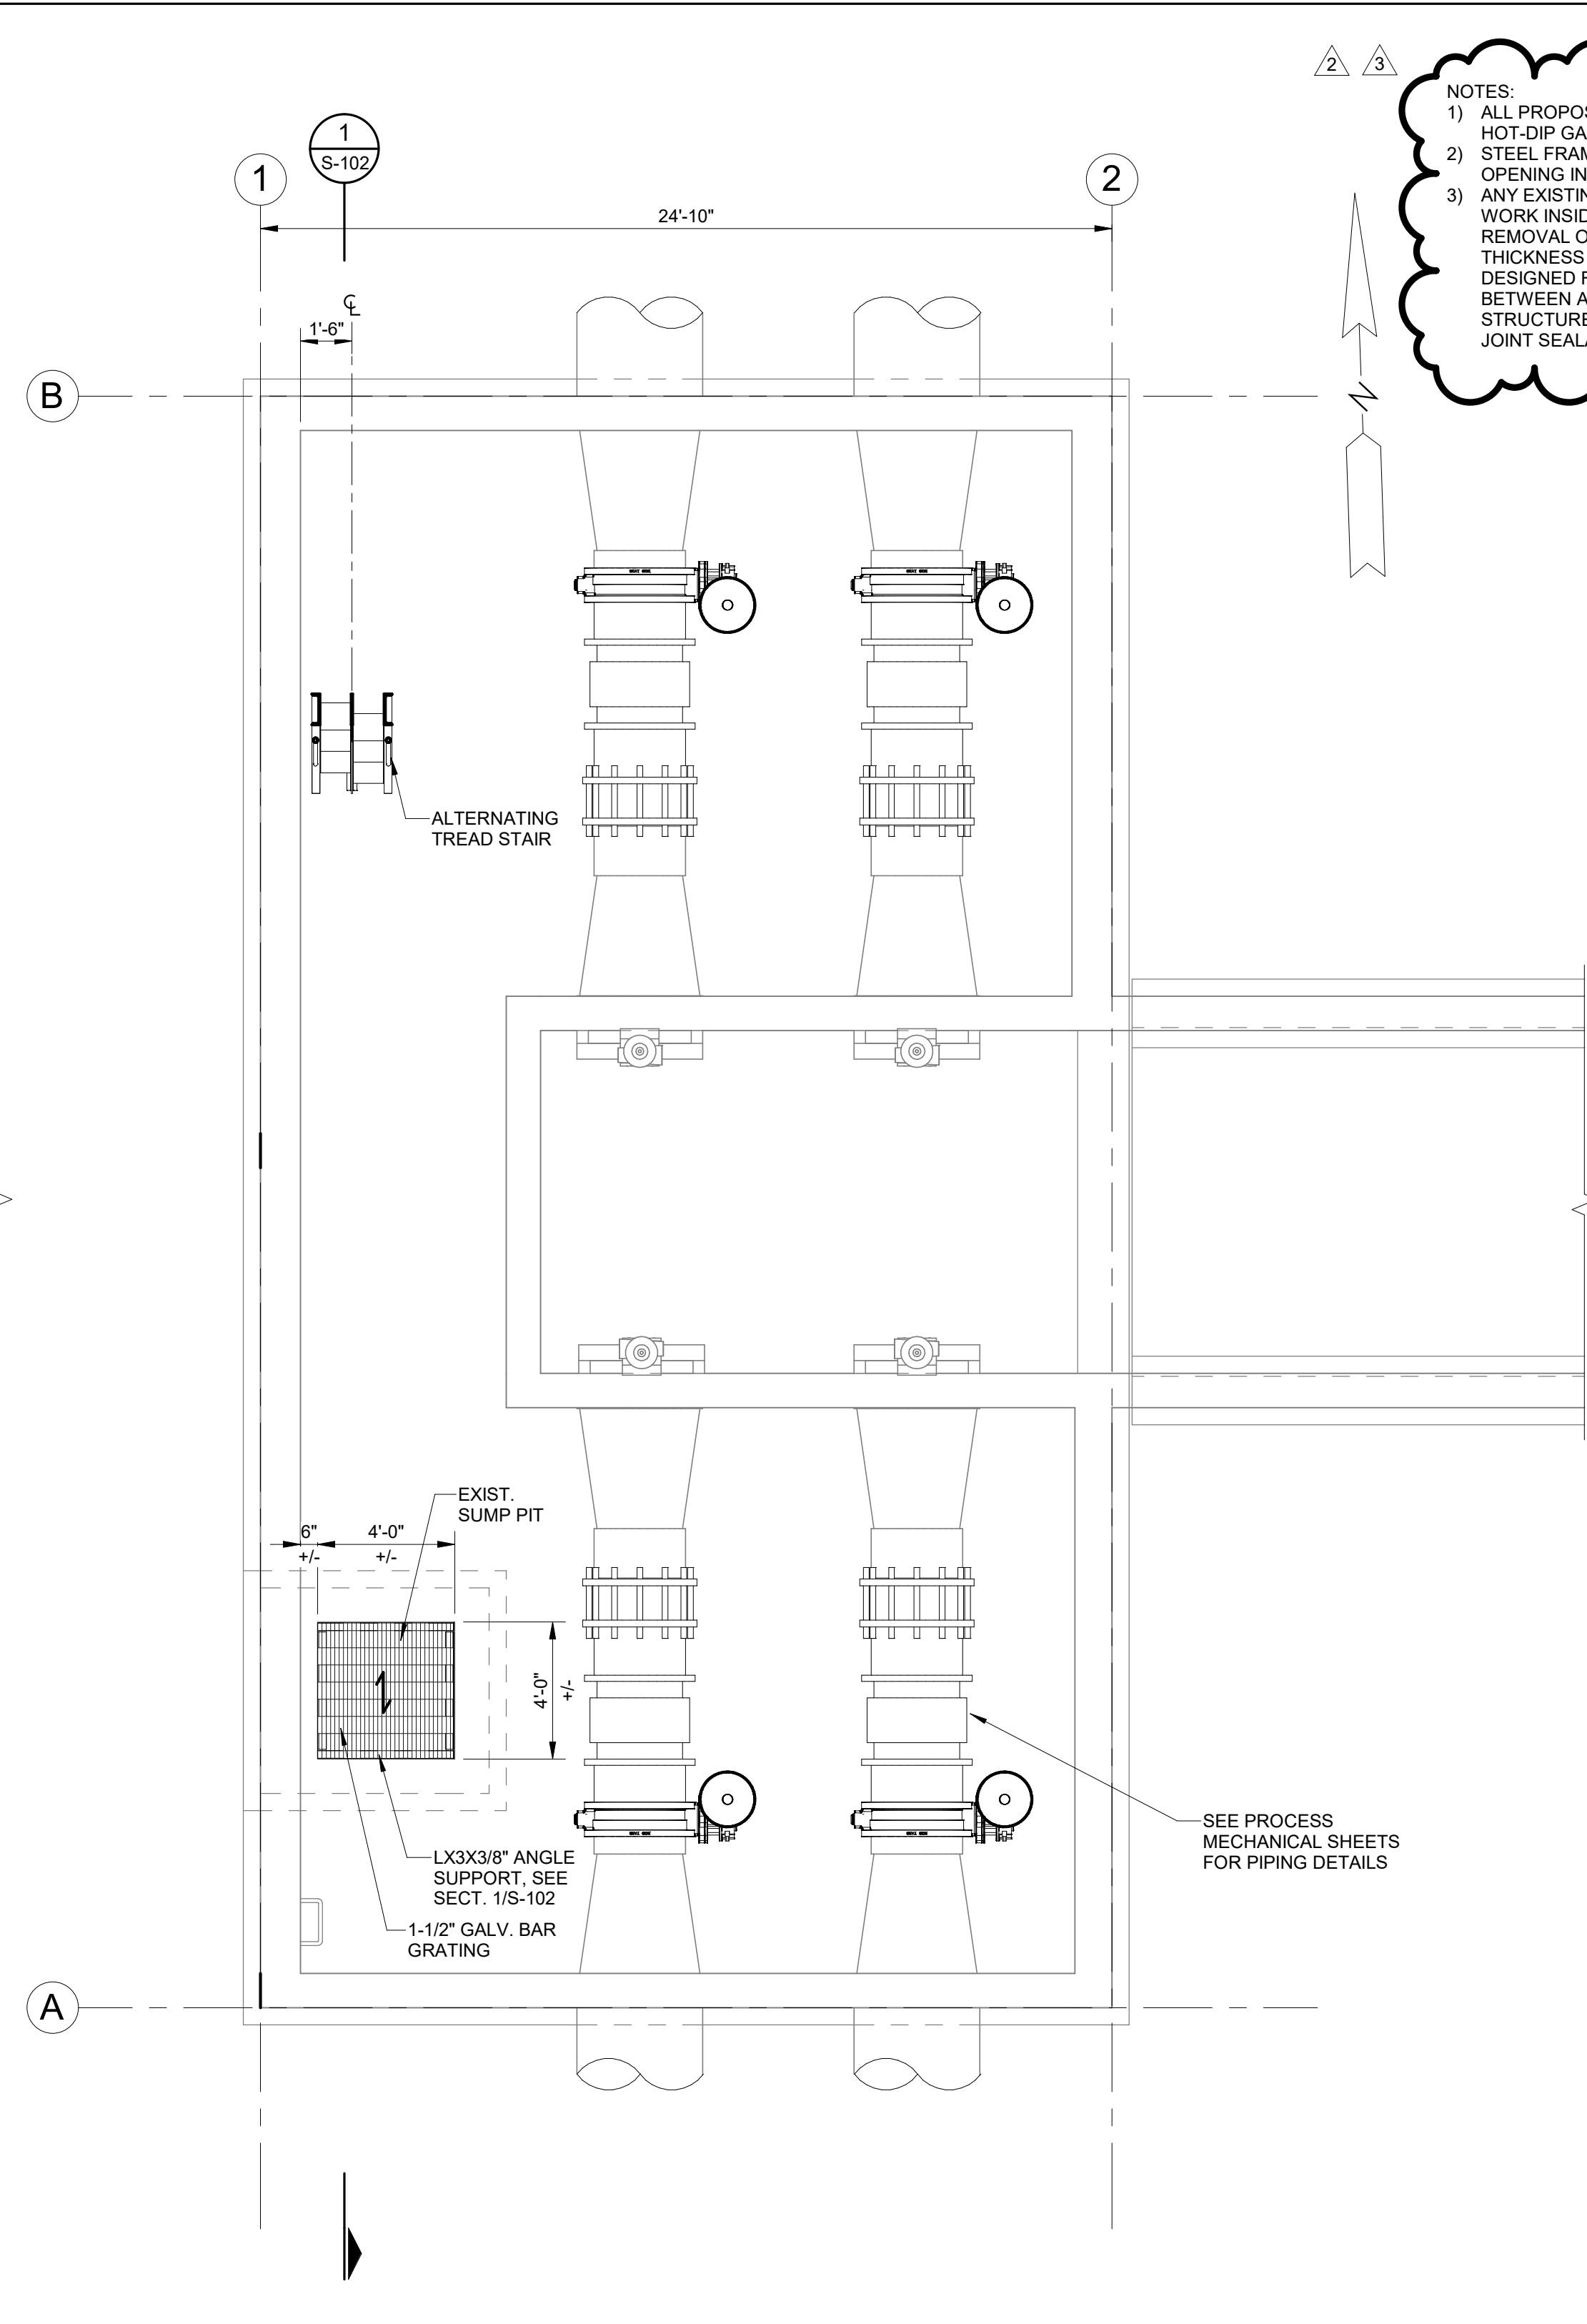 2 3
NOTES:
1) ALL PROPOS
HOT-DIP GA
2) STEEL FRAM
OPENING IN
3) ANY EXISTIN
WORK INSID
REMOVAL O
THICKNESS
DESIGNED F
BETWEEN A
STRUCTURE
JOINT SEALA
1
S-102
1
2
24'-10"
1'-6"
B
N
ALTERNATING
TREAD STAIR
EXIST.
SUMP PIT
6"
+/-
4'-0"
+/-
4'-0"
+/-
SEE PROCESS
MECHANICAL SHEETS
FOR PIPING DETAILS
LX3X3/8" ANGLE
SUPPORT, SEE
SECT. 1/S-102
1-1/2" GALV. BAR
GRATING
A